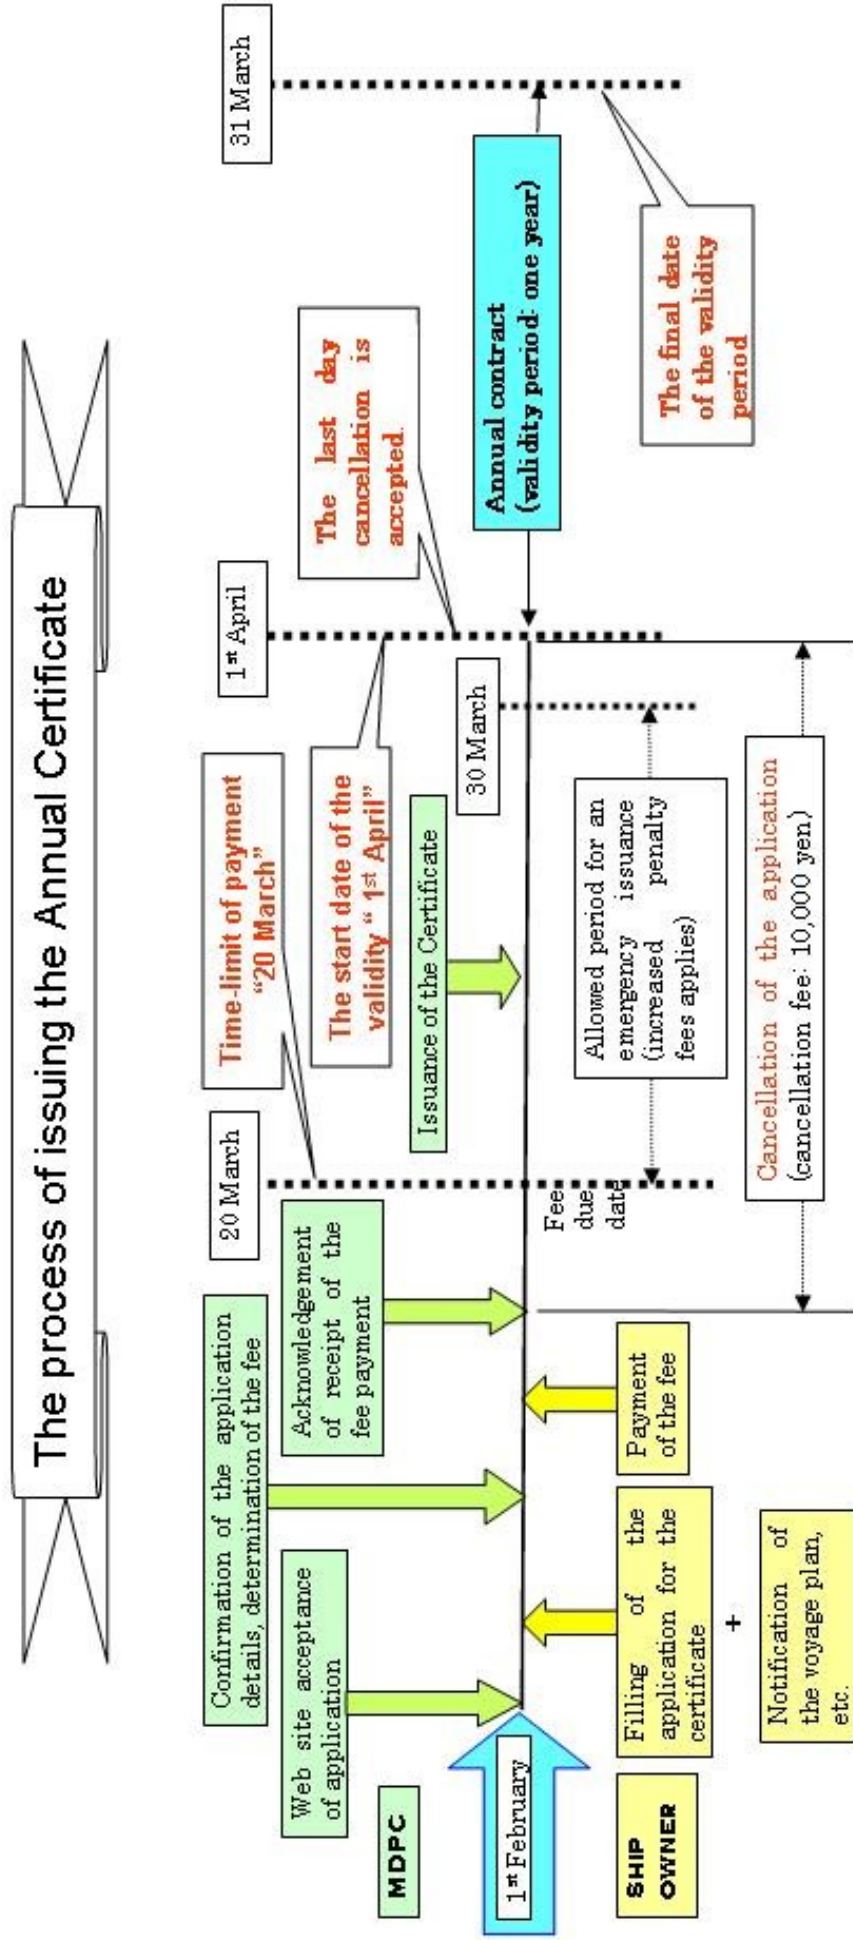 The process of issuing the Annual Certificate
31 March
1st April
20 March
30 March
Time-limit of payment
“20 March”
The start date of the
validity “ 1st April”
The last day
cancellation is
accepted.
Confirmation of the application
details, determination of the fee
Web site acceptance
of application
Acknowledgement
of receipt of the
fee payment
Issuance of the Certificate
MDPC
1st February
Annual contract
(validity period: one year)
Fee
due
date
SHIP
OWNER
Filling of the
application for the
certificate
+
Notification of
the voyage plan,
etc.
Payment
of the fee
Allowed period for an
emergency issuance
(increased penalty
fees applies)
Cancellation of the application
(cancellation fee: 10,000 yen)
The final date
of the validity
period